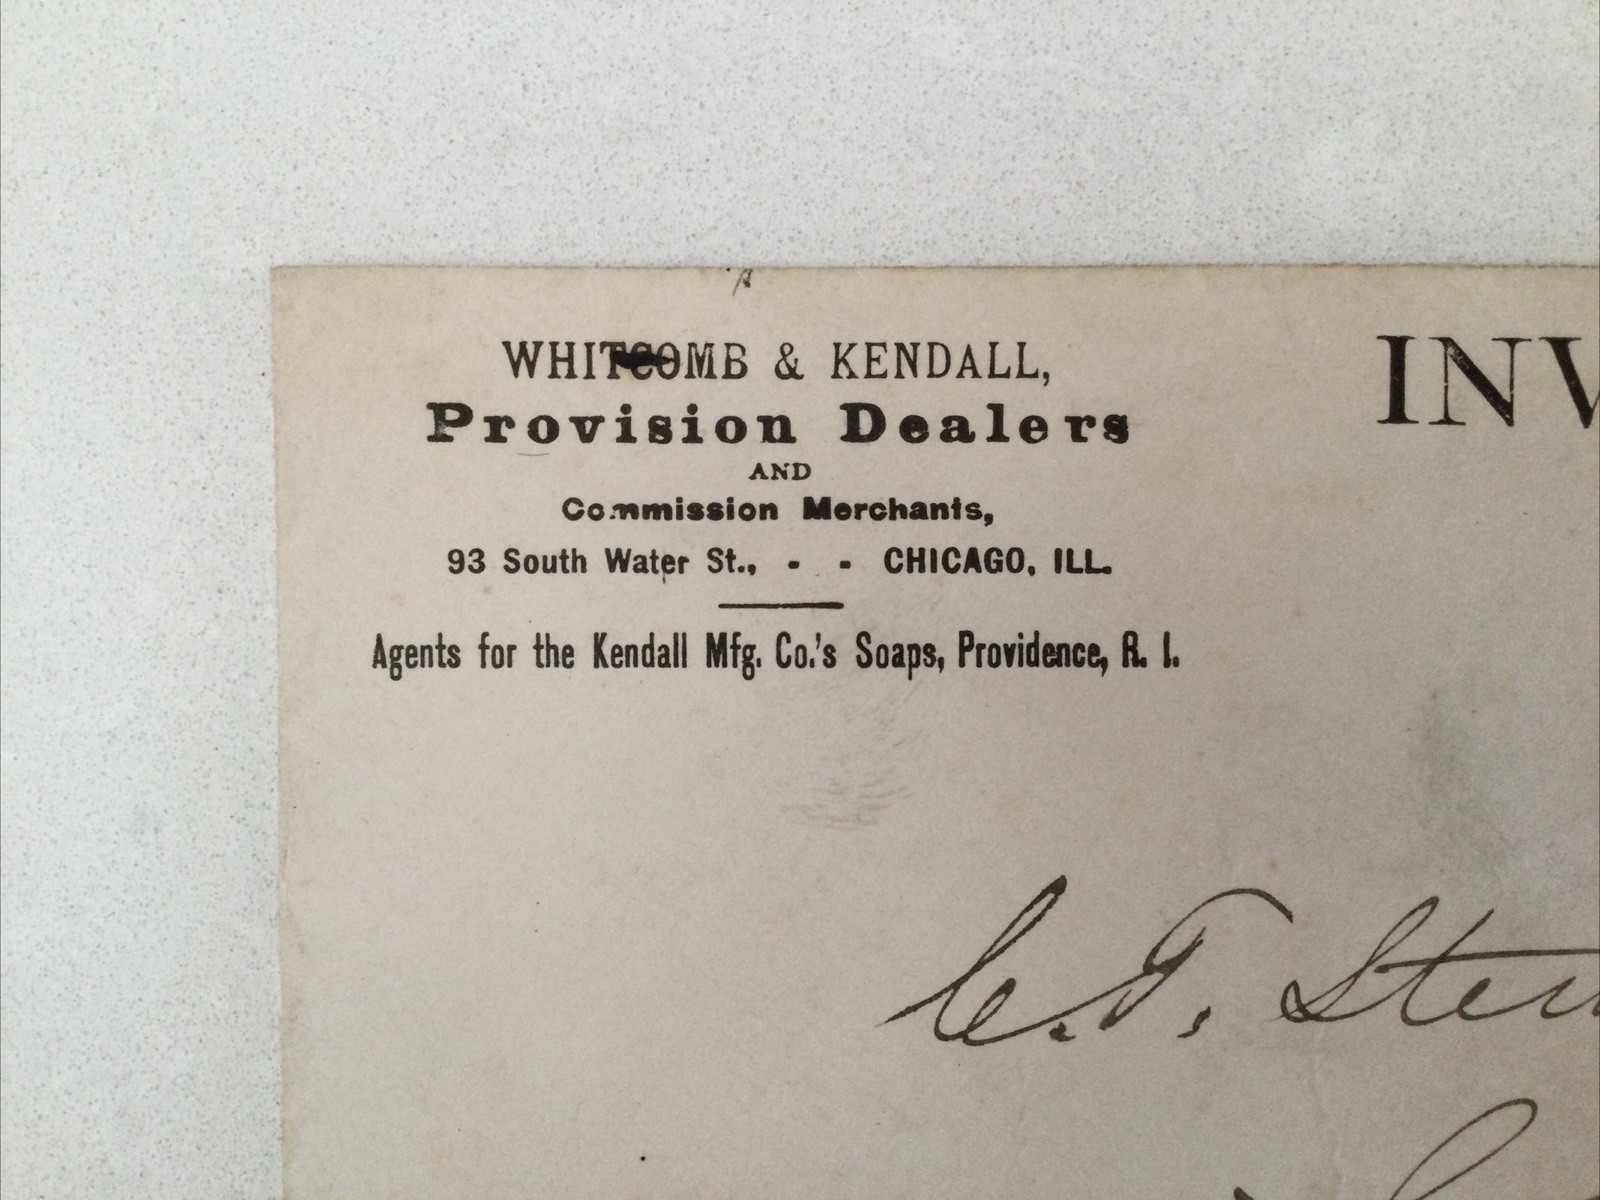 WHITCOMB & KENDALL,
INV
Provision Dealers
AND
Commission Merchants,
93 South Water St., - - CHICAGO, ILL.
Agents for the Kendall Mfg. Co.'s Soaps, Providence, R. I.
C. T.